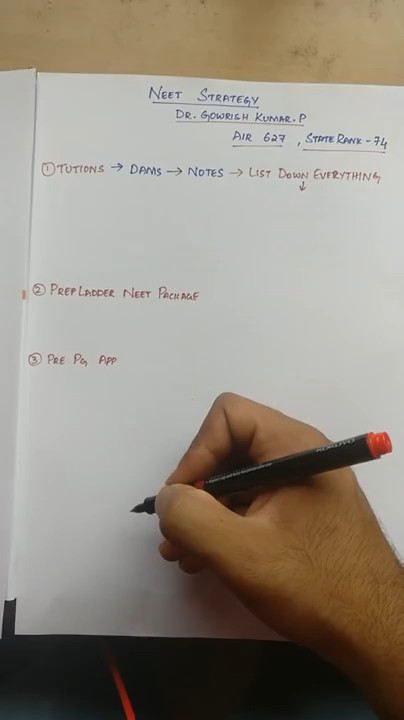 NEET STRATEGY
DR. GOWRISH KUMAR.P
AIR 627 , STATE RANK - 74
① TUTIONS → DAMS → NOTES → LIST DOWN EVERYTHING
↓
② PREPLADDER NEET PACKAGE
③ PRE PG APP